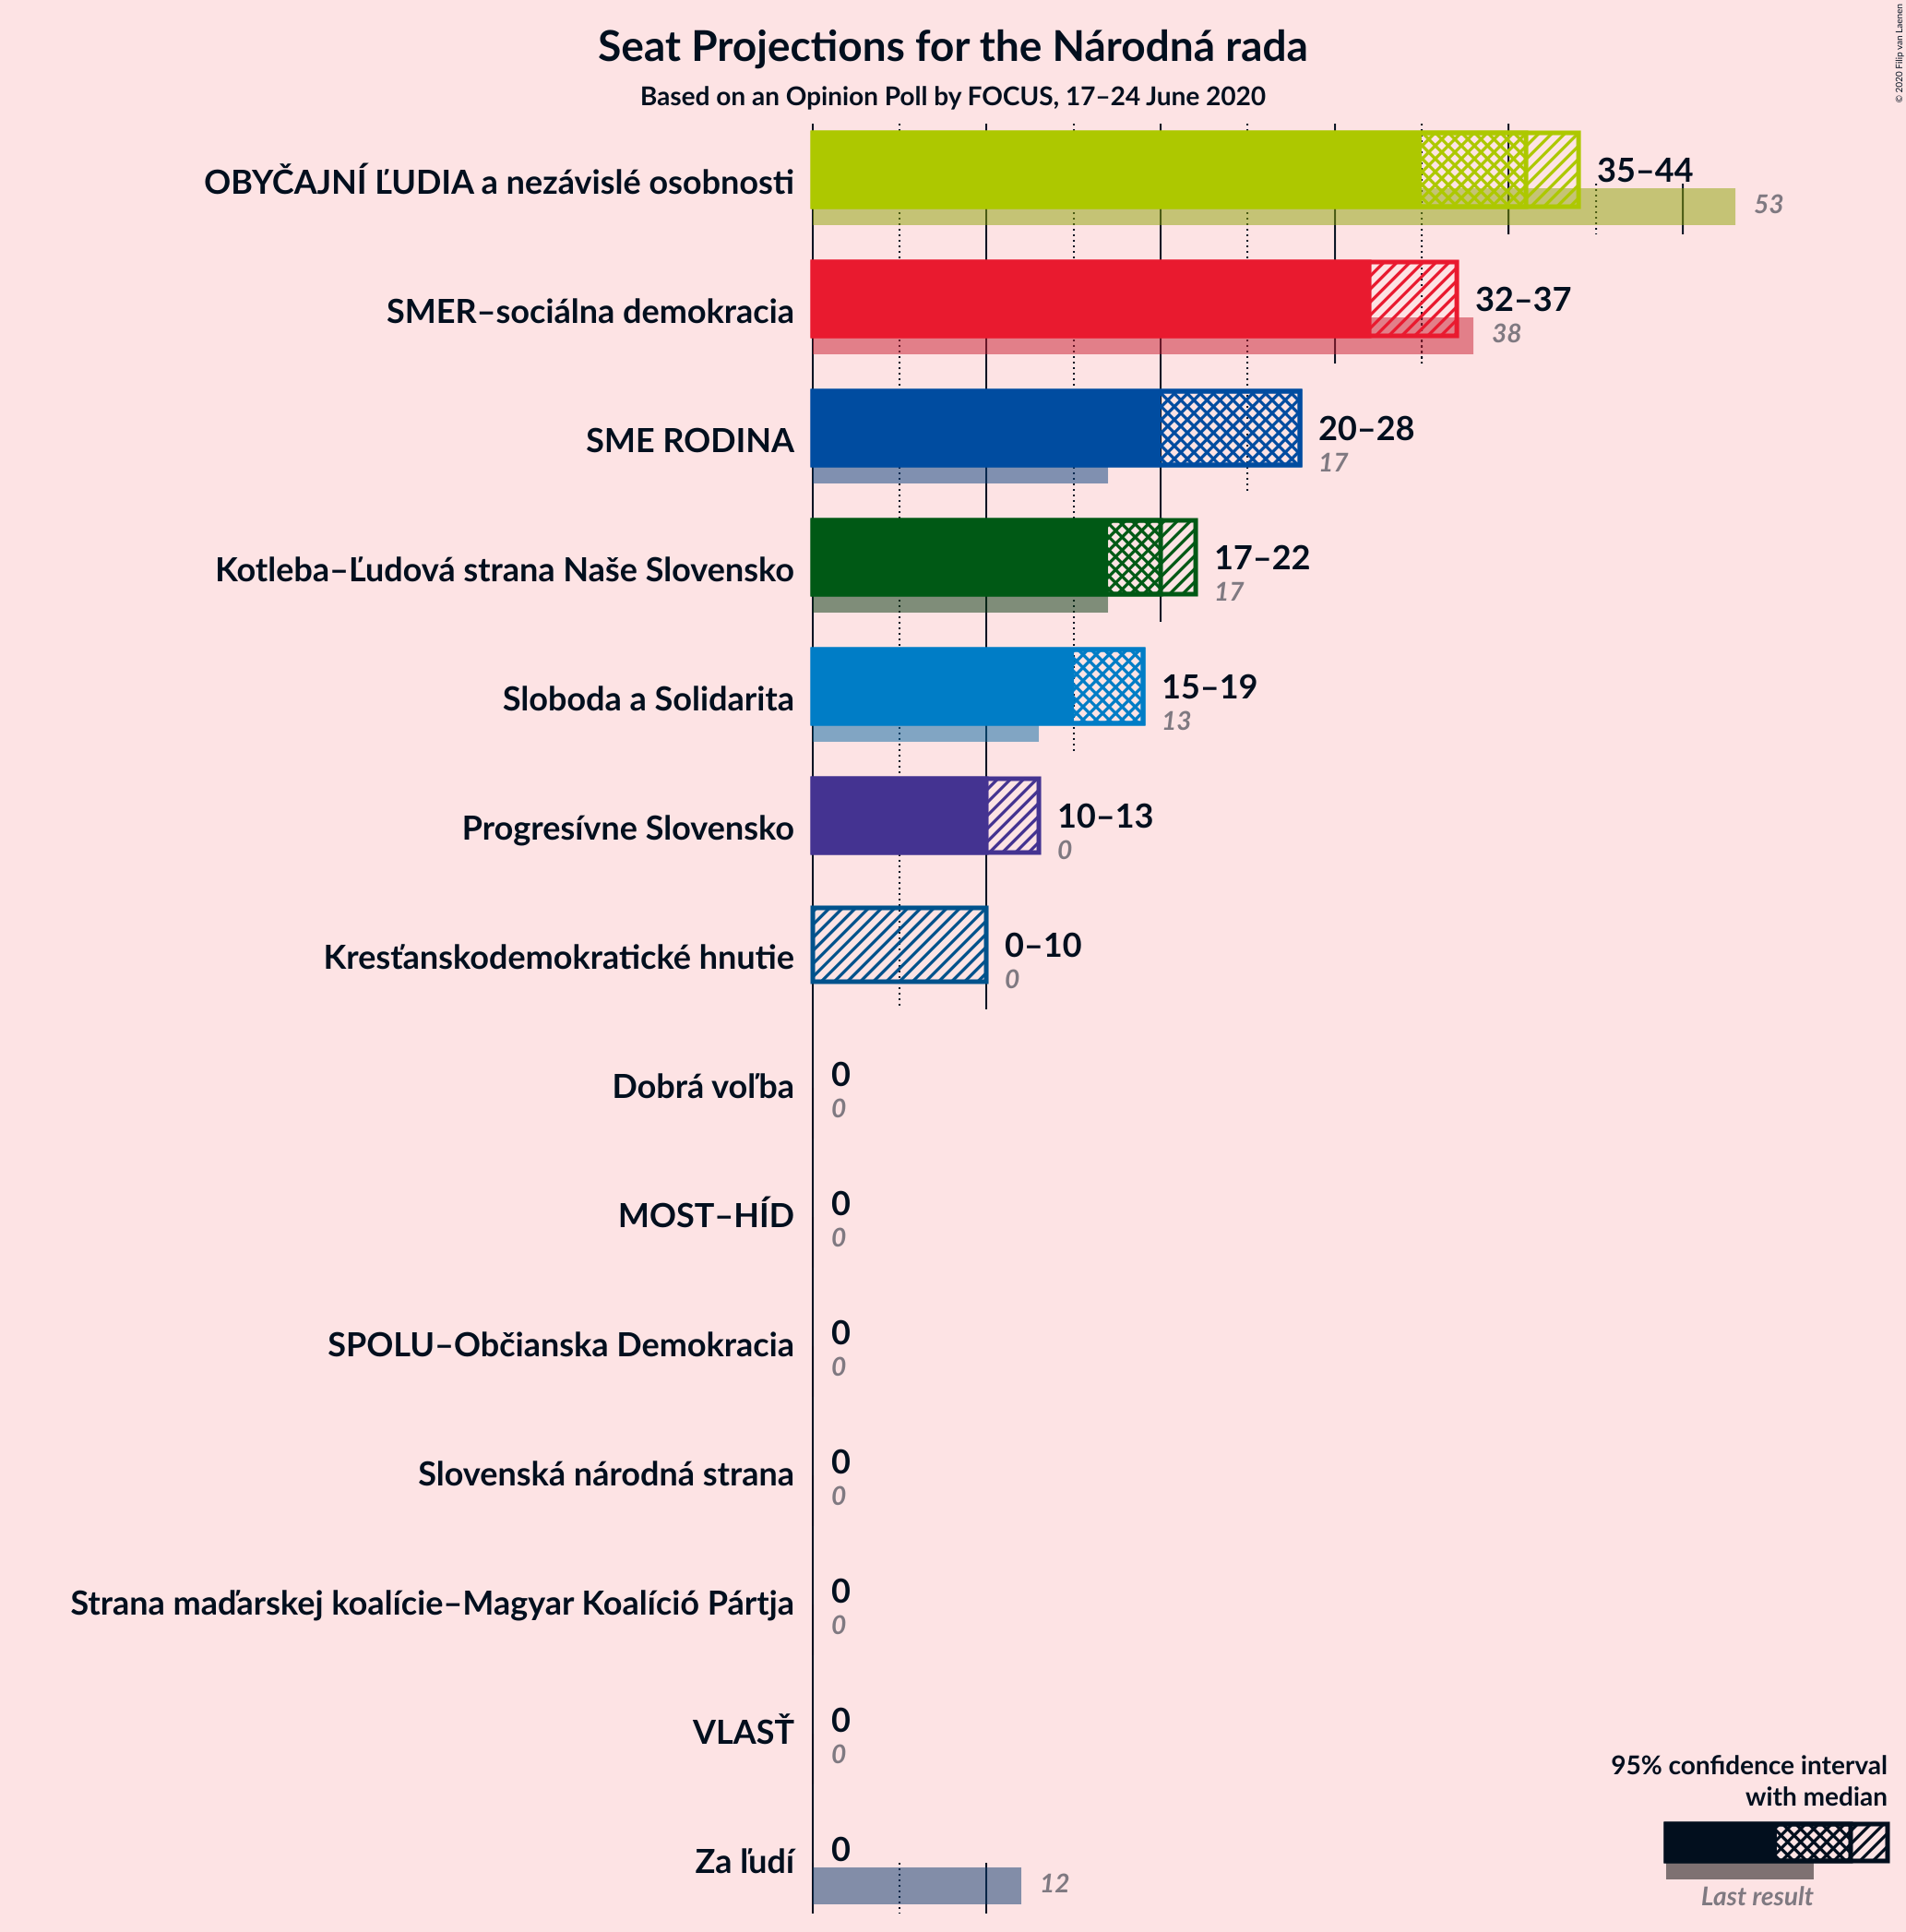 Seat Projections for the Národná rada
Based on an Opinion Poll by FOCUS, 17–24 June 2020
© 2020 Filip van Laenen
OBYČAJNÍ ĽUDIA a nezávislé osobnosti
35–44
53
SMER–sociálna demokracia
32–37
38
SME RODINA
20–28
17
Kotleba–Ľudová strana Naše Slovensko
17–22
17
Sloboda a Solidarita
15–19
13
Progresívne Slovensko
10–13
0
Kresťanskodemokratické hnutie
0–10
0
Dobrá voľba
0
0
MOST–HÍD
0
0
SPOLU–Občianska Demokracia
0
0
Slovenská národná strana
0
0
Strana maďarskej koalície–Magyar Koalíció Pártja
0
0
VLASŤ
0
0
Za ľudí
0
12
95% confidence interval
with median
Last result